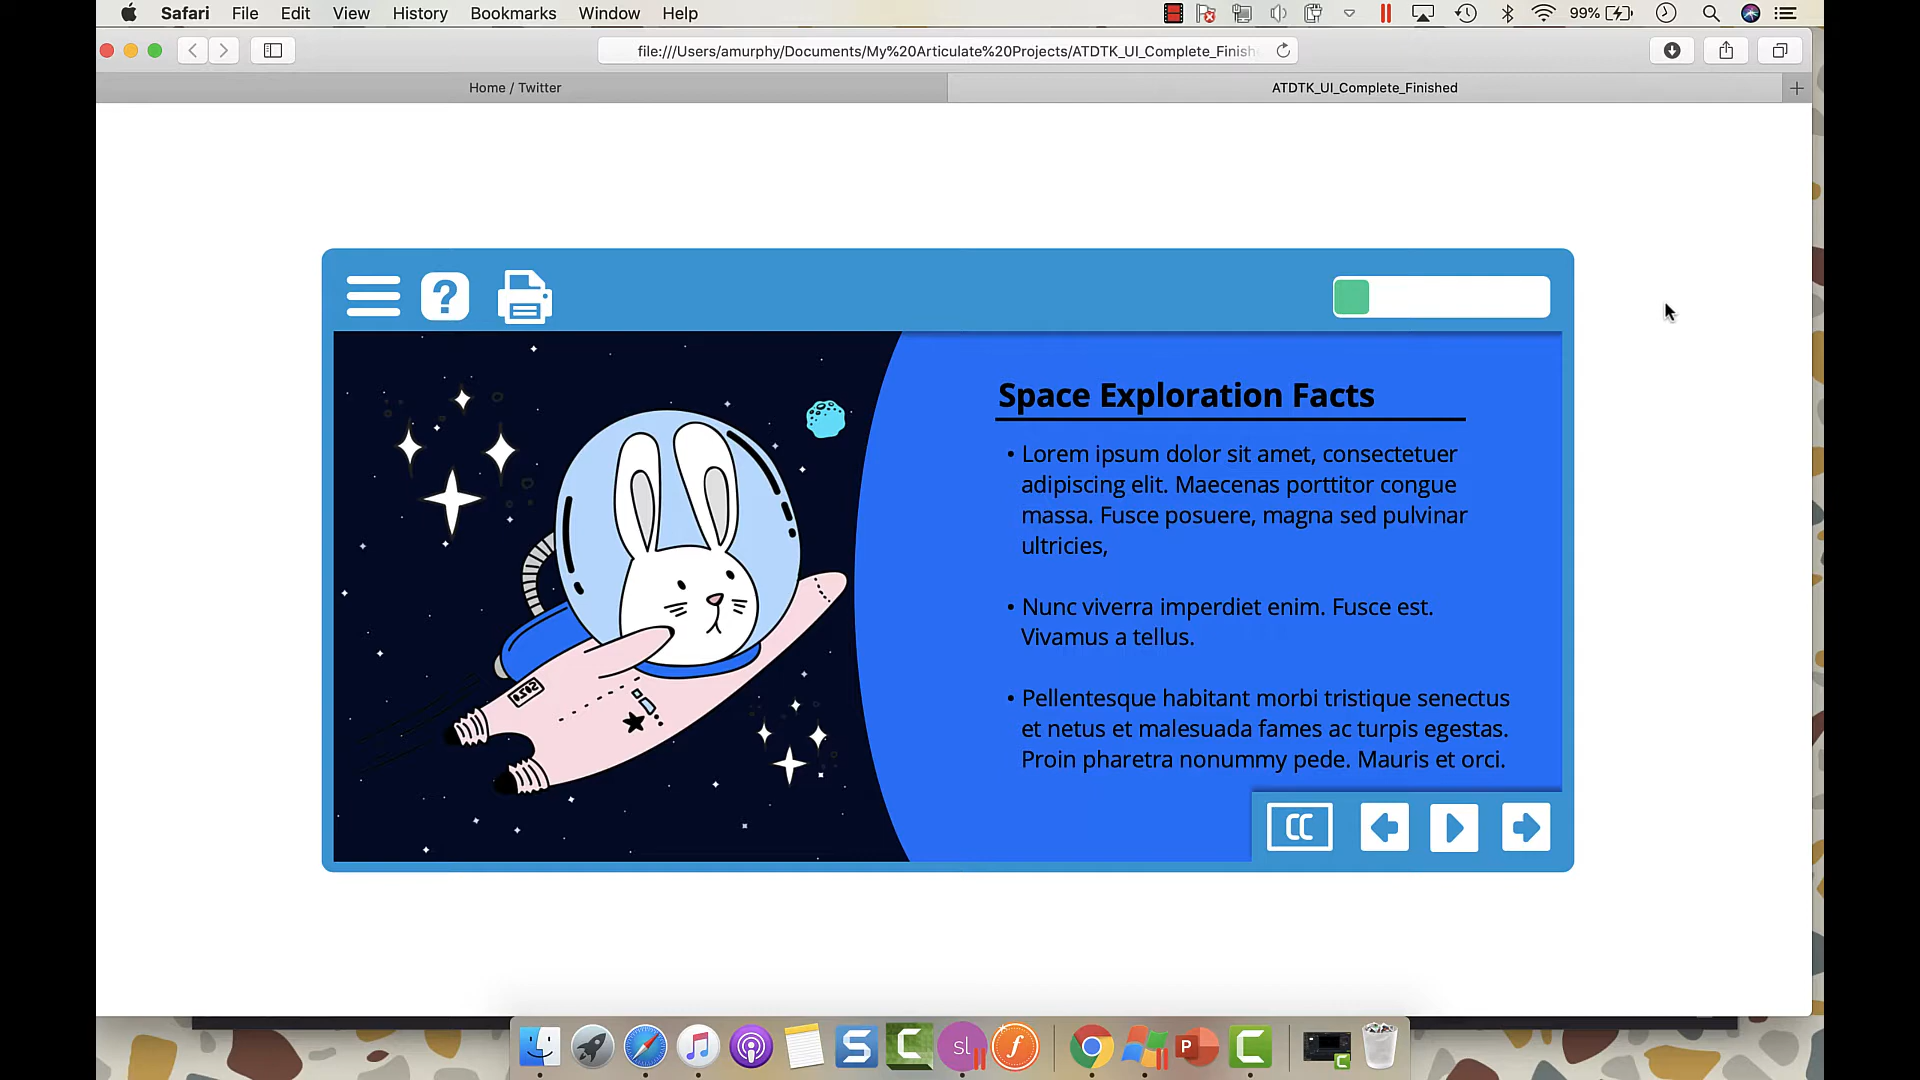 Safari File Edit View History Bookmarks Window Help 99%
file:///Users/amurphy/Documents/My%20Articulate%20Projects/ATDTK_UI_Complete_Finish
Home / Twitter ATDTK_UI_Complete_Finished
?
Space Exploration Facts
• Lorem ipsum dolor sit amet, consectetuer
adipiscing elit. Maecenas porttitor congue
massa. Fusce posuere, magna sed pulvinar
ultricies,
• Nunc viverra imperdiet enim. Fusce est.
Vivamus a tellus.
• Pellentesque habitant morbi tristique senectus
et netus et malesuada fames ac turpis egestas.
Proin pharetra nonummy pede. Mauris et orci.
CC
S C sl f P C